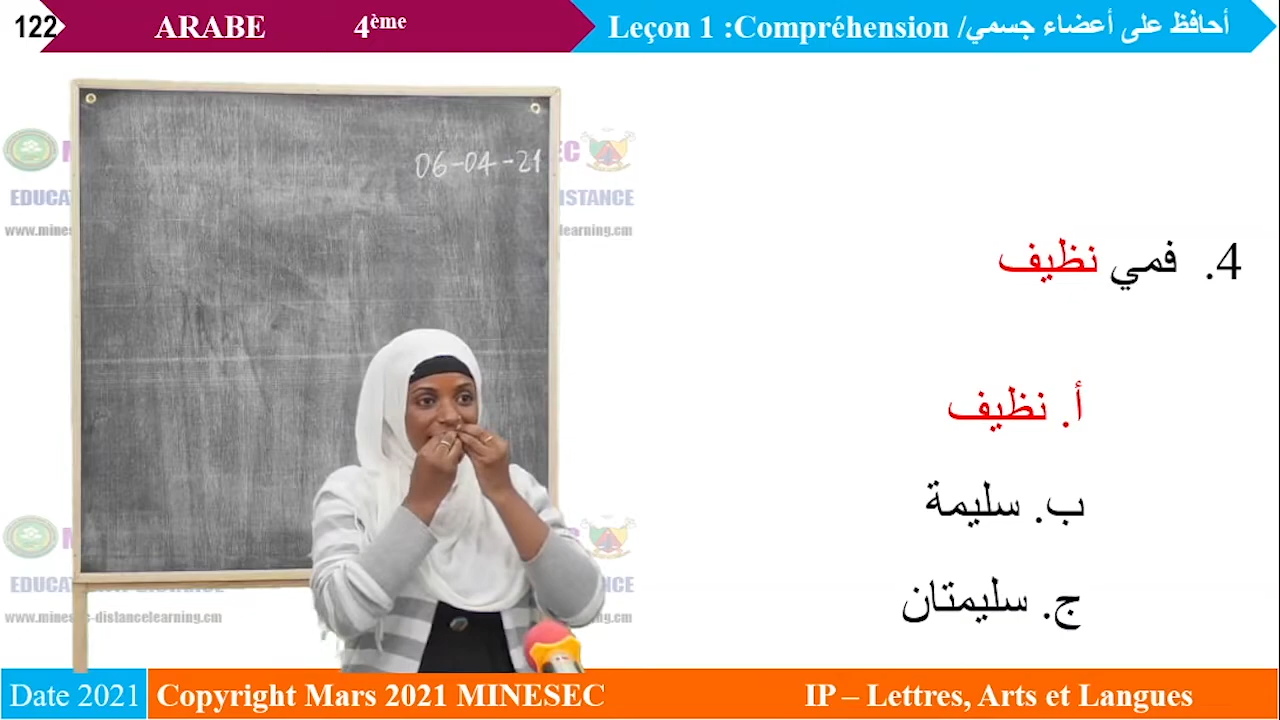 122
ARABE 4ème
Leçon 1 :Compréhension /أحافظ على أعضاء جسمي
06-04-21
4. فمي نظيف
أ. نظيف
ب. سليمة
ج. سليمتان
Date 2021
Copyright Mars 2021 MINESEC
IP – Lettres, Arts et Langues